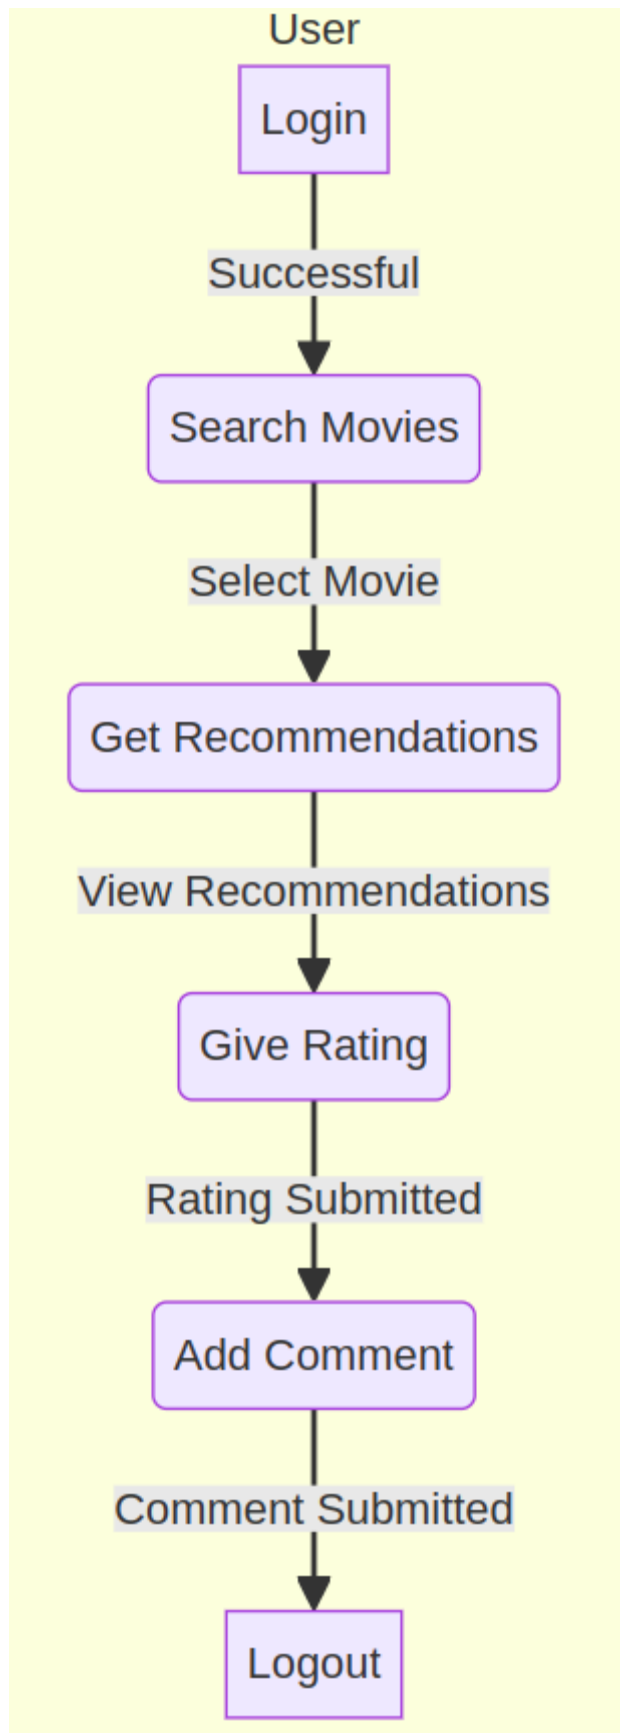 User
Login
Successful
Search Movies
Select Movie
Get Recommendations
View Recommendations
Give Rating
Rating Submitted
Add Comment
Comment Submitted
Logout